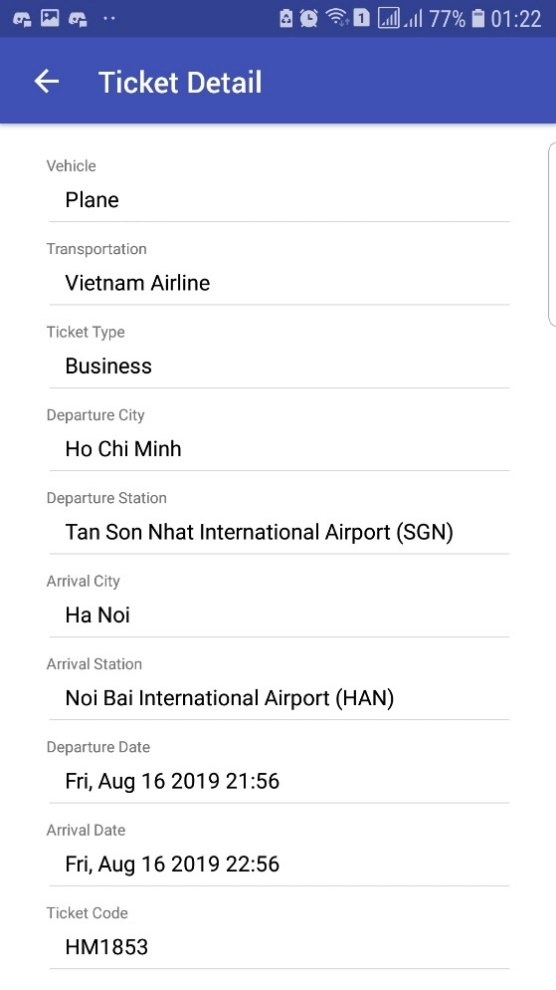 1 77% 01:22
Ticket Detail
Vehicle
Plane
Transportation
Vietnam Airline
Ticket Type
Business
Departure City
Ho Chi Minh
Departure Station
Tan Son Nhat International Airport (SGN)
Arrival City
Ha Noi
Arrival Station
Noi Bai International Airport (HAN)
Departure Date
Fri, Aug 16 2019 21:56
Arrival Date
Fri, Aug 16 2019 22:56
Ticket Code
HM1853